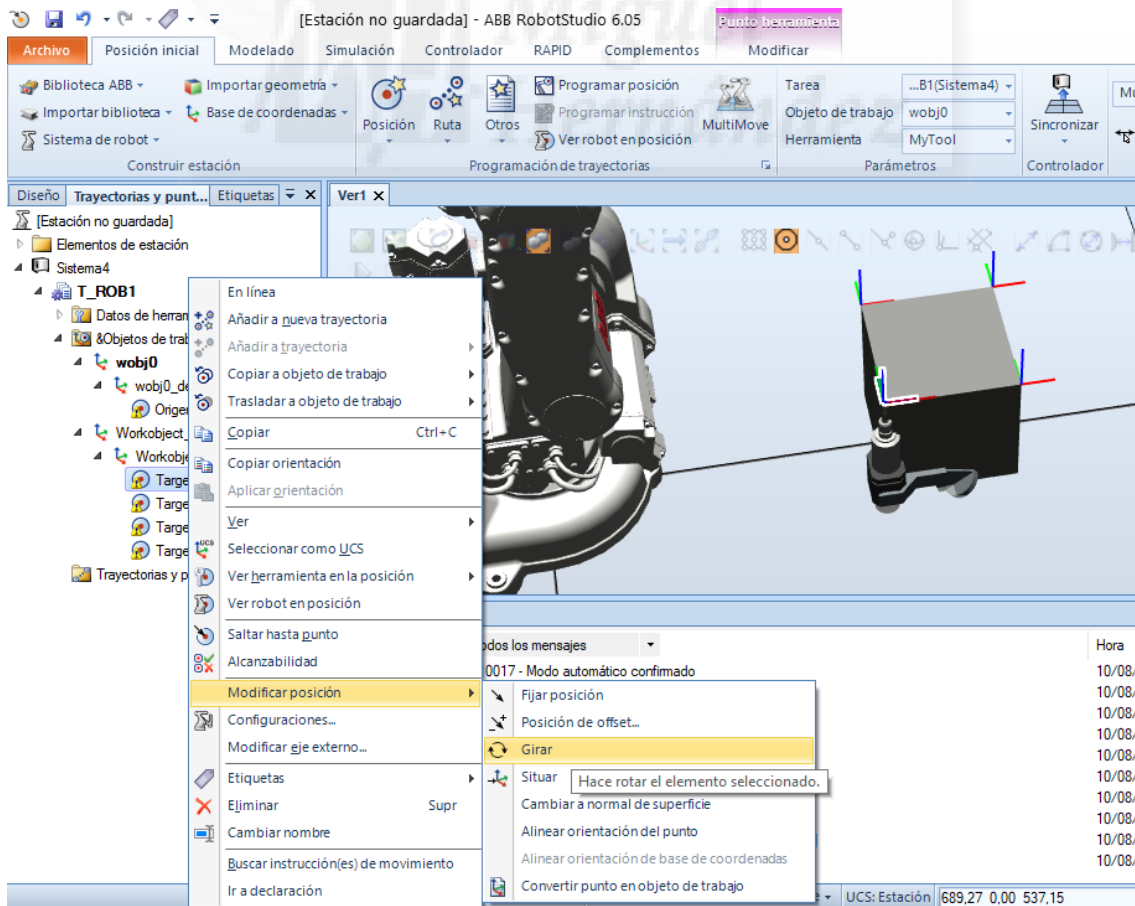 [Estación no guardada] - ABB RobotStudio 6.05
Punto herramienta
Archivo Posición inicial Modelado Simulación Controlador RAPID Complementos Modificar
Biblioteca ABB
Importar biblioteca
Sistema de robot
Importar geometría
Base de coordenadas
Construir estación
Posición
Ruta
Otros
Programar posición
Programar instrucción
Ver robot en posición
MultiMove
Programación de trayectorias
Tarea ...B1(Sistema4)
Objeto de trabajo wobj0
Herramienta MyTool
Parámetros
Sincronizar
Controlador
Mu
Diseño Trayectorias y punt... Etiquetas
Ver1
[Estación no guardada]
Elementos de estación
Sistema4
T_ROB1
Datos de herran
&Objetos de trab
wobj0
wobj0_de
Origer
Workobject_
Workobje
Targe
Targe
Targe
Targe
Trayectorias y p
En línea
Añadir a nueva trayectoria
Añadir a trayectoria
Copiar a objeto de trabajo
Trasladar a objeto de trabajo
Copiar Ctrl+C
Copiar orientación
Aplicar orientación
Ver
Seleccionar como UCS
Ver herramienta en la posición
Ver robot en posición
Saltar hasta punto
Alcanzabilidad
Modificar posición
Configuraciones...
Modificar eje externo...
Etiquetas
Eliminar Supr
Cambiar nombre
Buscar instrucción(es) de movimiento
Ir a declaración
Fijar posición
Posición de offset...
Girar
Situar
Hace rotar el elemento seleccionado.
Cambiar a normal de superficie
Alinear orientación del punto
Alinear orientación de base de coordenadas
Convertir punto en objeto de trabajo
odos los mensajes
Hora
0017 - Modo automático confirmado
10/08/
10/08/
10/08/
10/08/
10/08/
10/08/
10/08/
10/08/
10/08/
10/08/
UCS: Estación 689,27 0,00 537,15